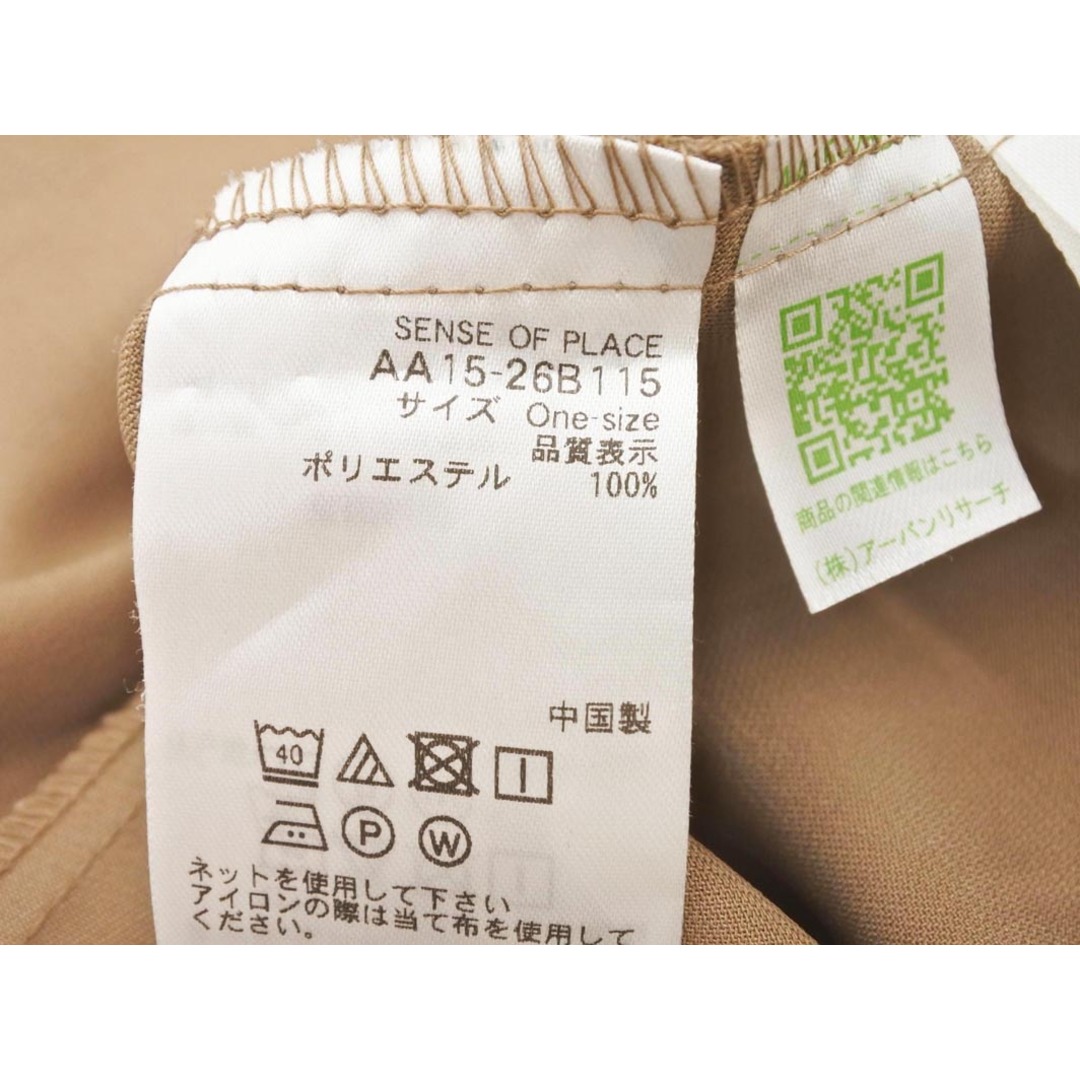 SENSE OF PLACE
AA15-26B115
サイズ One-size
品質表示
ポリエステル 100%
中国製
40
P W
ネットを使用して下さい
アイロンの際は当て布を使用して
ください。
商品の関連情報はこちら
(株)アーバンリサーチ